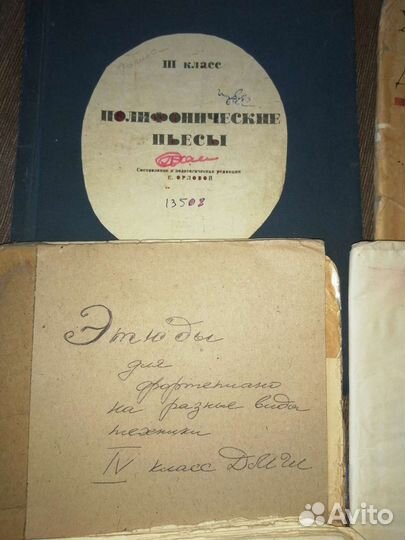 III класс
ПОЛИФОНИЧЕСКИЕ
ПЬЕСЫ
Составление и педагогическая редакция
Е. ОРЛОВОЙ
13508
Этюды
для
фортепиано
на разные виды
техники
IV класс ДМШ
Avito